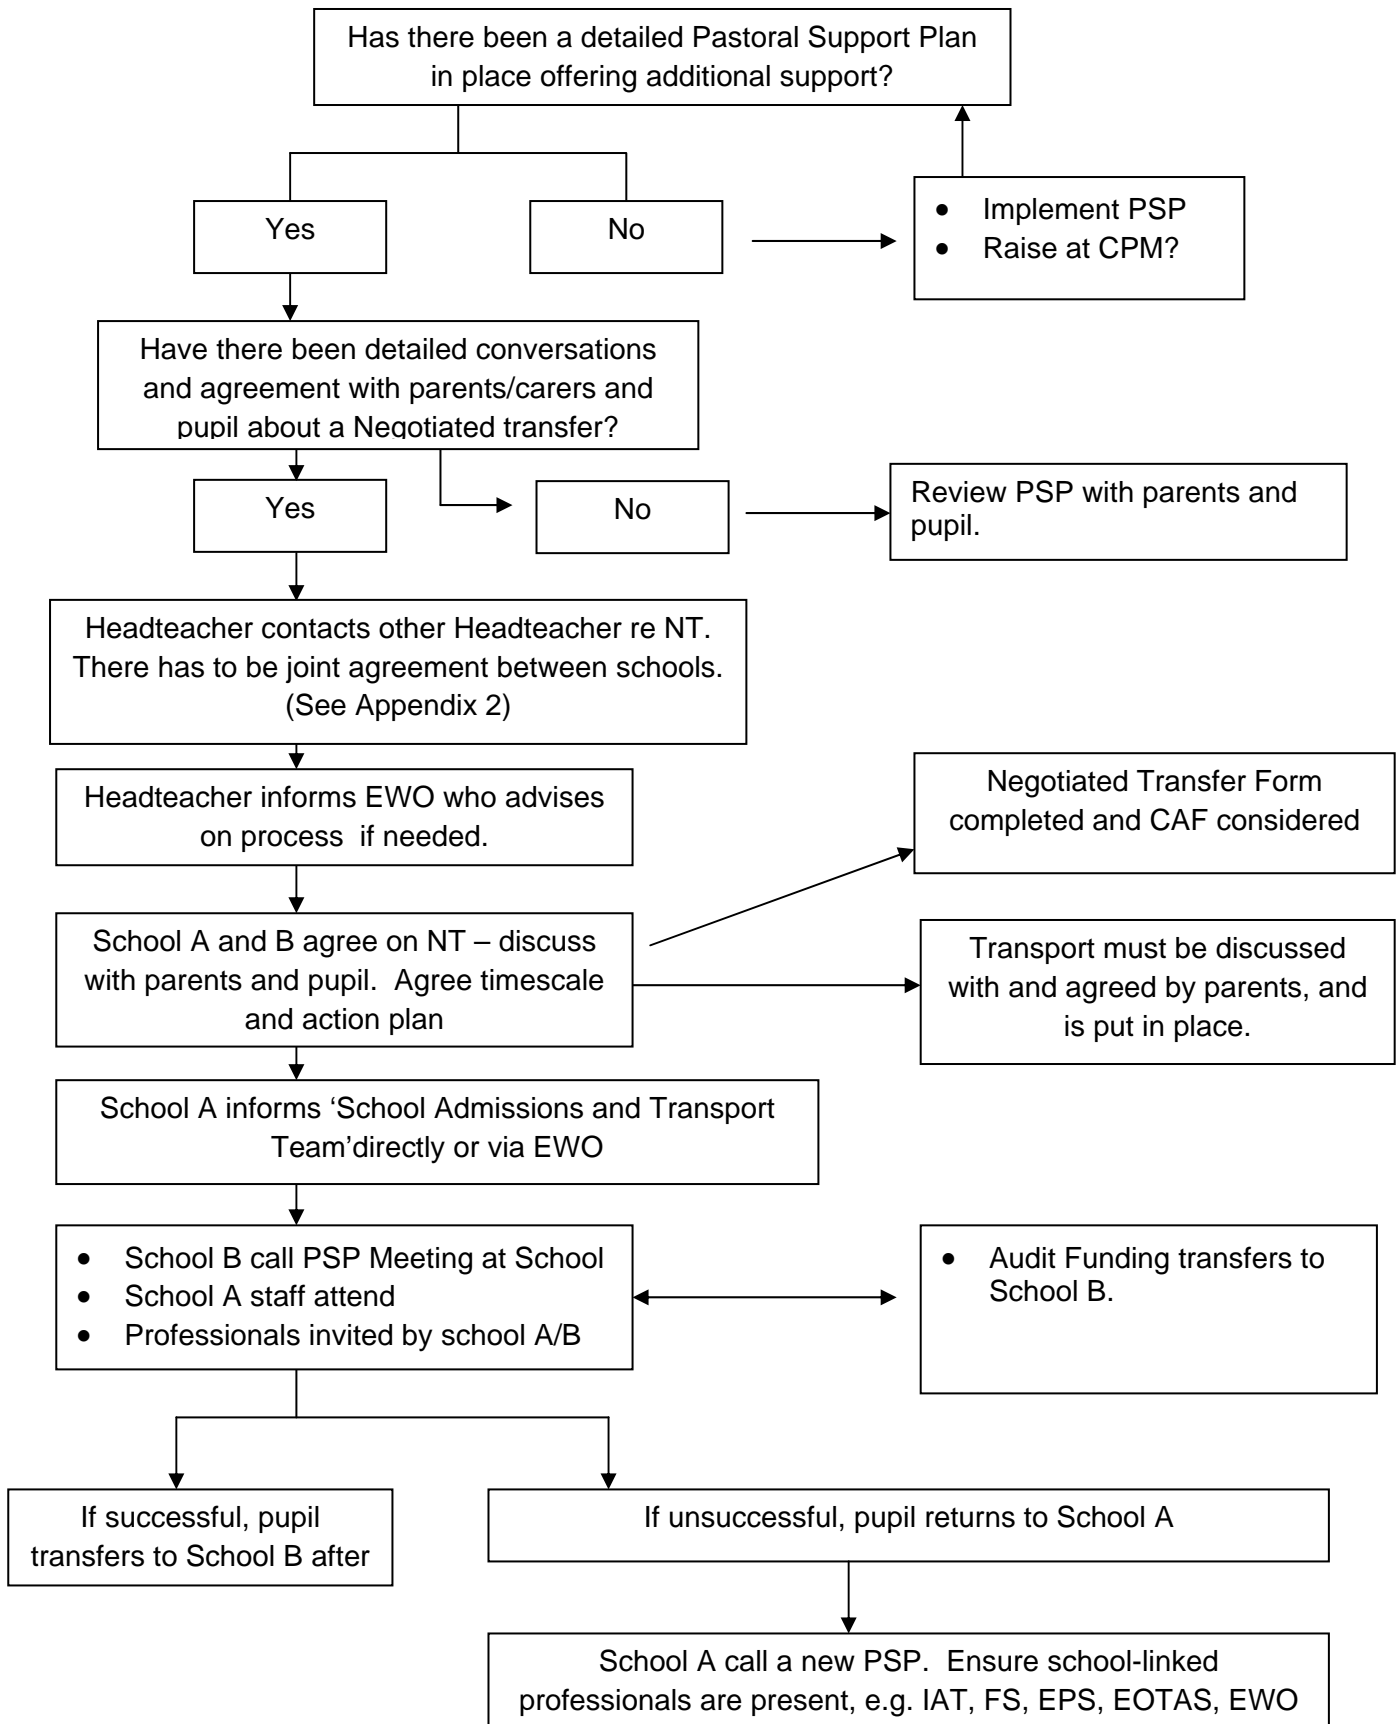 Has there been a detailed Pastoral Support Plan
in place offering additional support?
Yes
No
• Implement PSP
• Raise at CPM?
Have there been detailed conversations
and agreement with parents/carers and
pupil about a Negotiated transfer?
Yes
No
Review PSP with parents and
pupil.
Headteacher contacts other Headteacher re NT.
There has to be joint agreement between schools.
(See Appendix 2)
Headteacher informs EWO who advises
on process if needed.
Negotiated Transfer Form
completed and CAF considered
School A and B agree on NT – discuss
with parents and pupil. Agree timescale
and action plan
Transport must be discussed
with and agreed by parents, and
is put in place.
School A informs ‘School Admissions and Transport
Team’directly or via EWO
• School B call PSP Meeting at School
• School A staff attend
• Professionals invited by school A/B
• Audit Funding transfers to
School B.
If successful, pupil
transfers to School B after
If unsuccessful, pupil returns to School A
School A call a new PSP. Ensure school-linked
professionals are present, e.g. IAT, FS, EPS, EOTAS, EWO